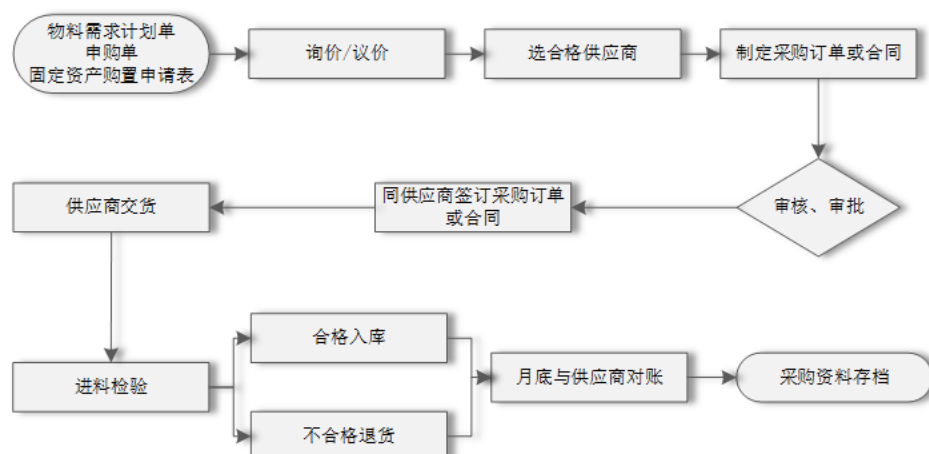 物料需求计划单
申购单
固定资产购置申请表
询价/议价
选合格供应商
制定采购订单或合同
审核、审批
同供应商签订采购订单
或合同
供应商交货
进料检验
合格入库
不合格退货
月底与供应商对账
采购资料存档